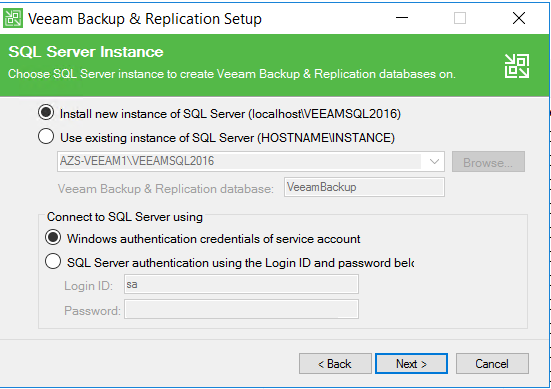 Veeam Backup & Replication Setup
SQL Server Instance
Choose SQL Server instance to create Veeam Backup & Replication databases on.
Install new instance of SQL Server (localhost\VEEAMSQL2016)
Use existing instance of SQL Server (HOSTNAME\INSTANCE)
AZS-VEEAM1\VEEAMSQL2016 Browse...
Veeam Backup & Replication database: VeeamBackup
Connect to SQL Server using
Windows authentication credentials of service account
SQL Server authentication using the Login ID and password belc
Login ID: sa
Password:
< Back Next > Cancel